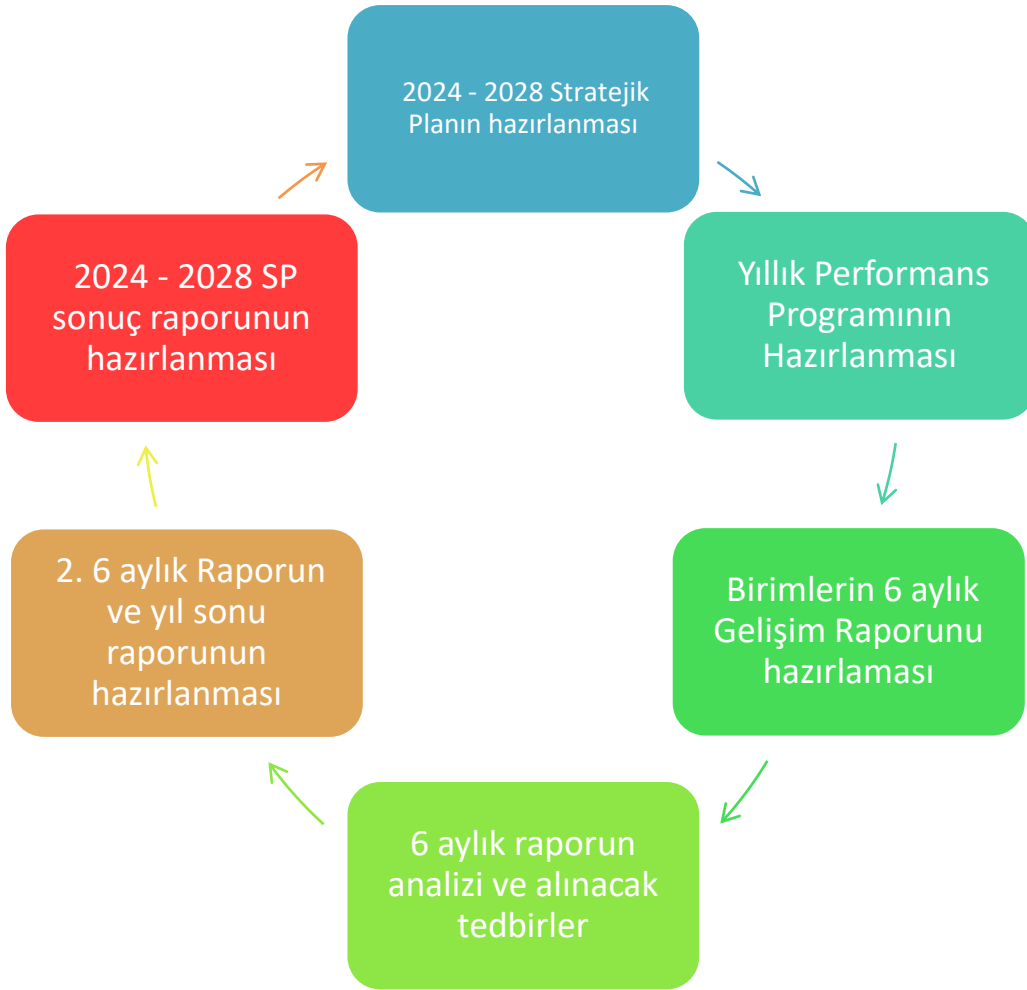 2024 - 2028 Stratejik
Planın hazırlanması
Yıllık Performans
Programının
Hazırlanması
Birimlerin 6 aylık
Gelişim Raporunu
hazırlaması
6 aylık raporun
analizi ve alınacak
tedbirler
2. 6 aylık Raporun
ve yıl sonu
raporunun
hazırlanması
2024 - 2028 SP
sonuç raporunun
hazırlanması